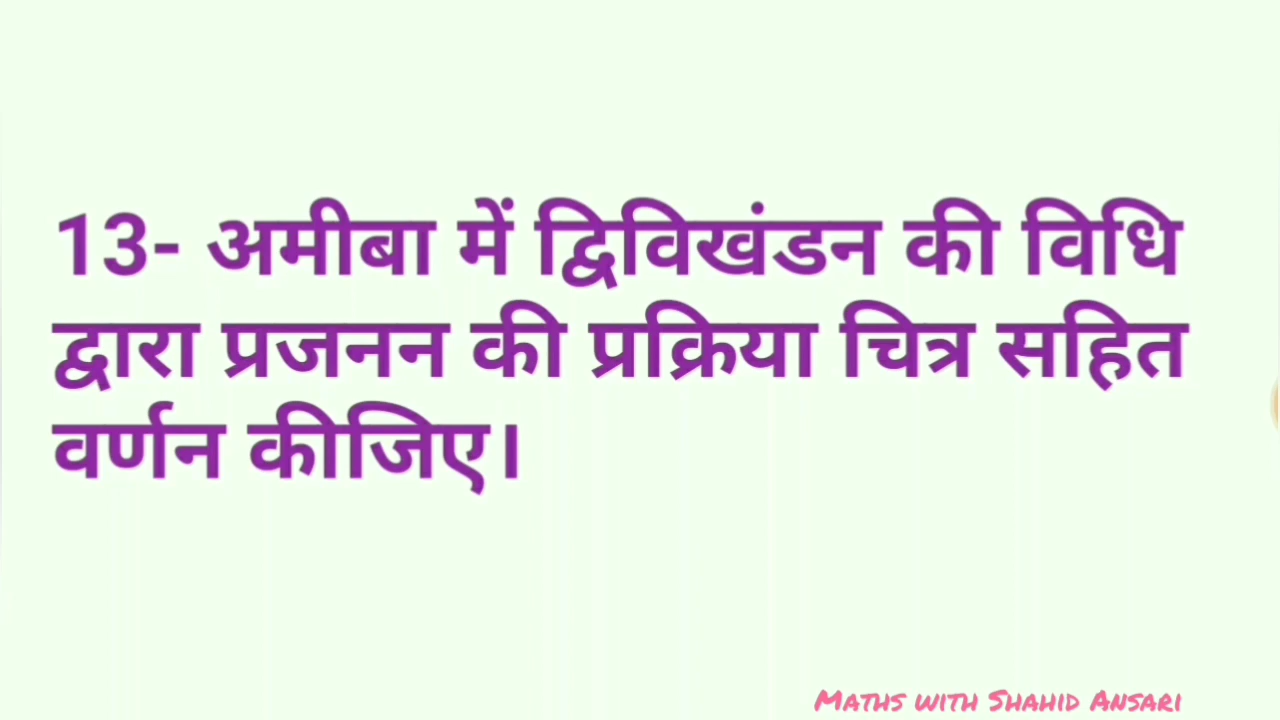 13- अमीबा में द्विविखंडन की विधि
द्वारा प्रजनन की प्रक्रिया चित्र सहित
वर्णन कीजिए।
MATHS WITH SHAHID ANSARI